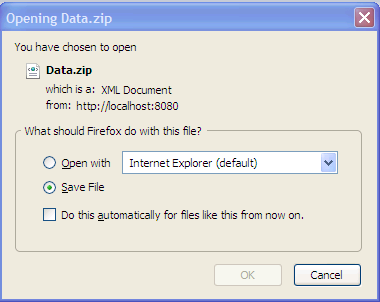 Opening Data.zip
You have chosen to open
Data.zip
which is a: XML Document
from: http://localhost:8080
What should Firefox do with this file?
Open with Internet Explorer (default)
Save File
Do this automatically for files like this from now on.
OK Cancel